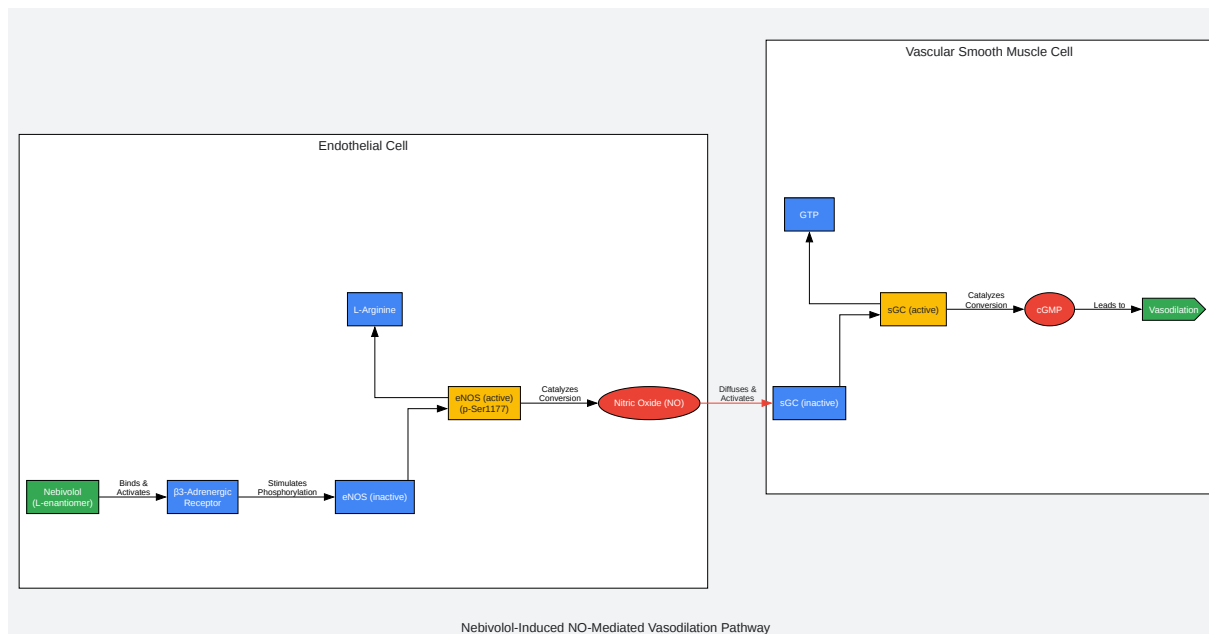 Vascular Smooth Muscle Cell
Endothelial Cell
GTP
L-Arginine
sGC (active)
Catalyzes
Conversion
cGMP
Leads to
Vasodilation
eNOS (active)
(p-Ser1177)
Catalyzes
Conversion
Nitric Oxide (NO)
Diffuses &
Activates
sGC (inactive)
Nebivolol
(L-enantiomer)
Binds &
Activates
β3-Adrenergic
Receptor
Stimulates
Phosphorylation
eNOS (inactive)
Nebivolol-Induced NO-Mediated Vasodilation Pathway